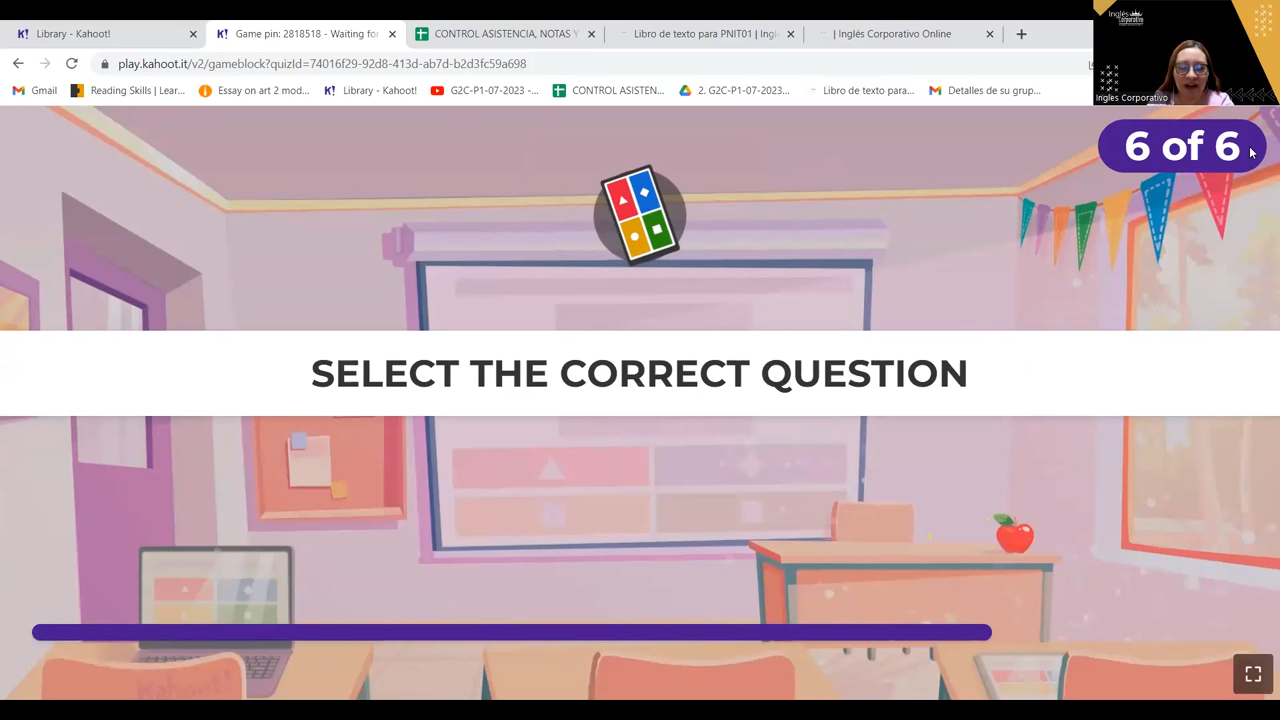 Library - Kahoot!
Game pin: 2818518 - Waiting for
CONTROL ASISTENCIA, NOTAS Y
Libro de texto para PNIT01 | Ingl
| Inglés Corporativo Online
play.kahoot.it/v2/gameblock?quizId=74016f29-92d8-413d-ab7d-b2d3fc59a698
Gmail
Reading Skills | Lear...
Essay on art 2 mod...
Library - Kahoot!
G2C-P1-07-2023 -...
CONTROL ASISTEN...
2. G2C-P1-07-2023...
Libro de texto para...
Detalles de su grup...
Inglés
Corporativo
Ingles Corporativo
6 of 6
SELECT THE CORRECT QUESTION